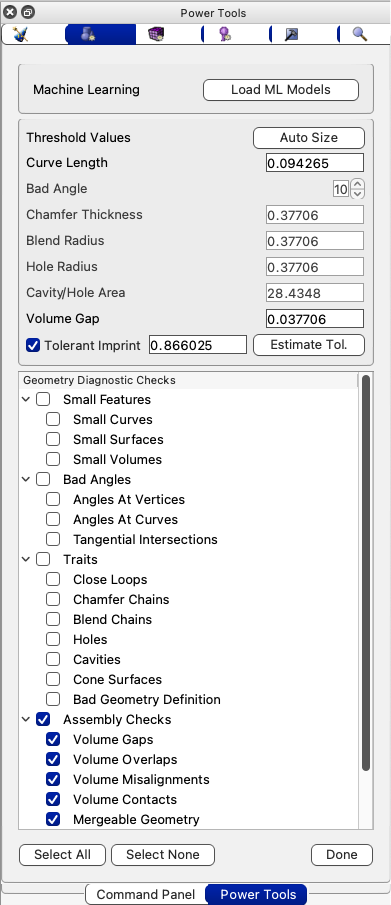 Power Tools
Machine Learning Load ML Models
Threshold Values Auto Size
Curve Length 0.094265
Bad Angle 10
Chamfer Thickness 0.37706
Blend Radius 0.37706
Hole Radius 0.37706
Cavity/Hole Area 28.4348
Volume Gap 0.037706
Tolerant Imprint 0.866025 Estimate Tol.
Geometry Diagnostic Checks
Small Features
Small Curves
Small Surfaces
Small Volumes
Bad Angles
Angles At Vertices
Angles At Curves
Tangential Intersections
Traits
Close Loops
Chamfer Chains
Blend Chains
Holes
Cavities
Cone Surfaces
Bad Geometry Definition
Assembly Checks
Volume Gaps
Volume Overlaps
Volume Misalignments
Volume Contacts
Mergeable Geometry
Select All Select None Done
Command Panel Power Tools